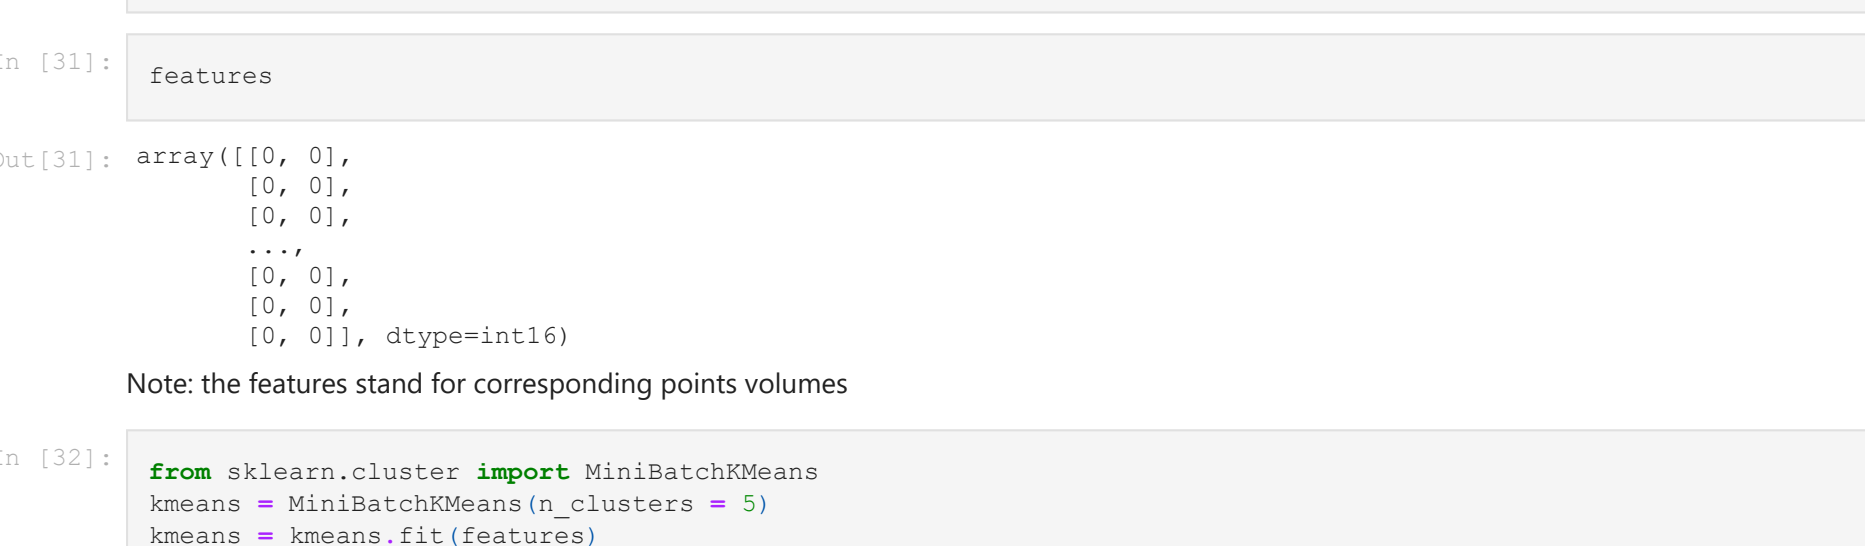 In [31]:
features
Out[31]:
array([[0, 0],
[0, 0],
[0, 0],
...,
[0, 0],
[0, 0],
[0, 0]], dtype=int16)
Note: the features stand for corresponding points volumes
In [32]:
from sklearn.cluster import MiniBatchKMeans
kmeans = MiniBatchKMeans(n_clusters = 5)
kmeans = kmeans.fit(features)